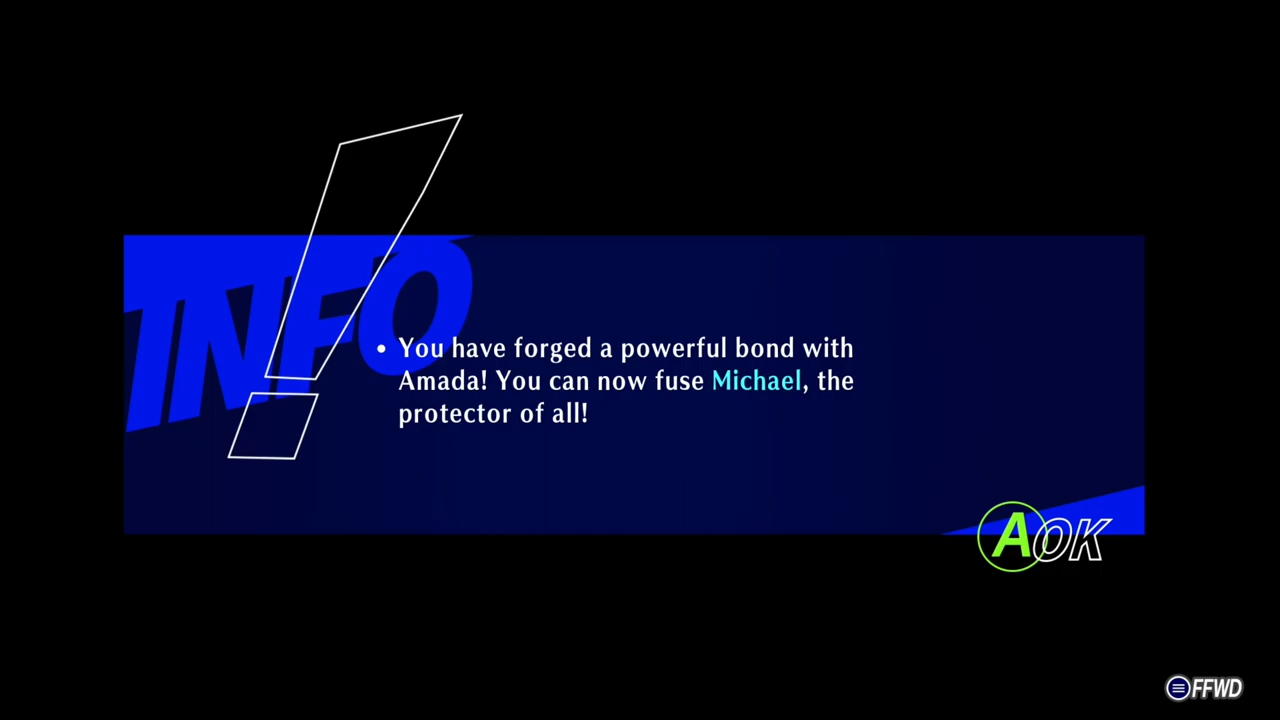 INFO
• You have forged a powerful bond with
Amada! You can now fuse Michael, the
protector of all!
A OK
FFWD